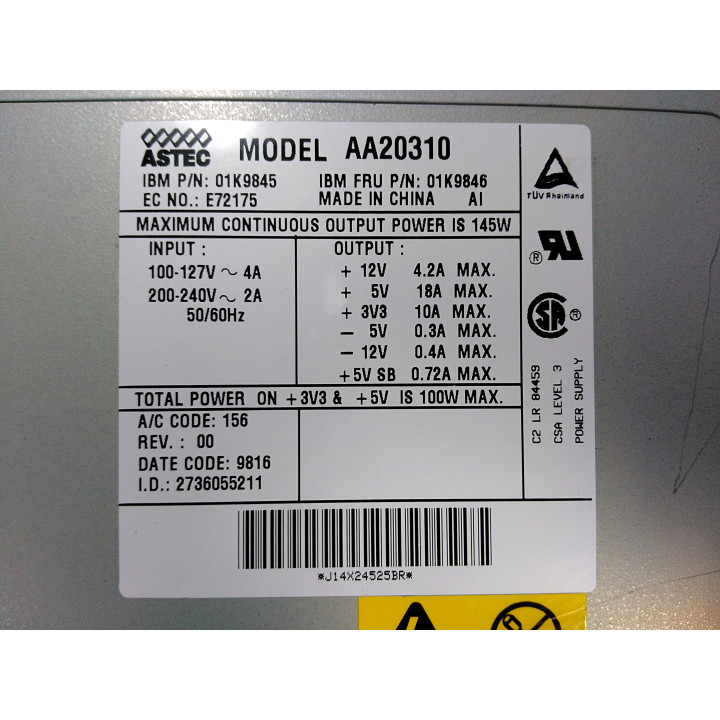 ASTEC MODEL AA20310
IBM P/N: 01K9845 IBM FRU P/N: 01K9846
EC NO.: E72175 MADE IN CHINA AI
MAXIMUM CONTINUOUS OUTPUT POWER IS 145W
INPUT :
100-127V ~ 4A
200-240V ~ 2A
50/60Hz
OUTPUT :
+ 12V 4.2A MAX.
+ 5V 18A MAX.
+ 3V3 10A MAX.
− 5V 0.3A MAX.
− 12V 0.4A MAX.
+5V SB 0.72A MAX.
TOTAL POWER ON +3V3 & +5V IS 100W MAX.
A/C CODE: 156
REV. : 00
DATE CODE: 9816
I.D.: 2736055211
*J14X24525BR*
TÜV Rheinland
® UR
SA ®
C2 LR 84459
CSA LEVEL 3
POWER SUPPLY